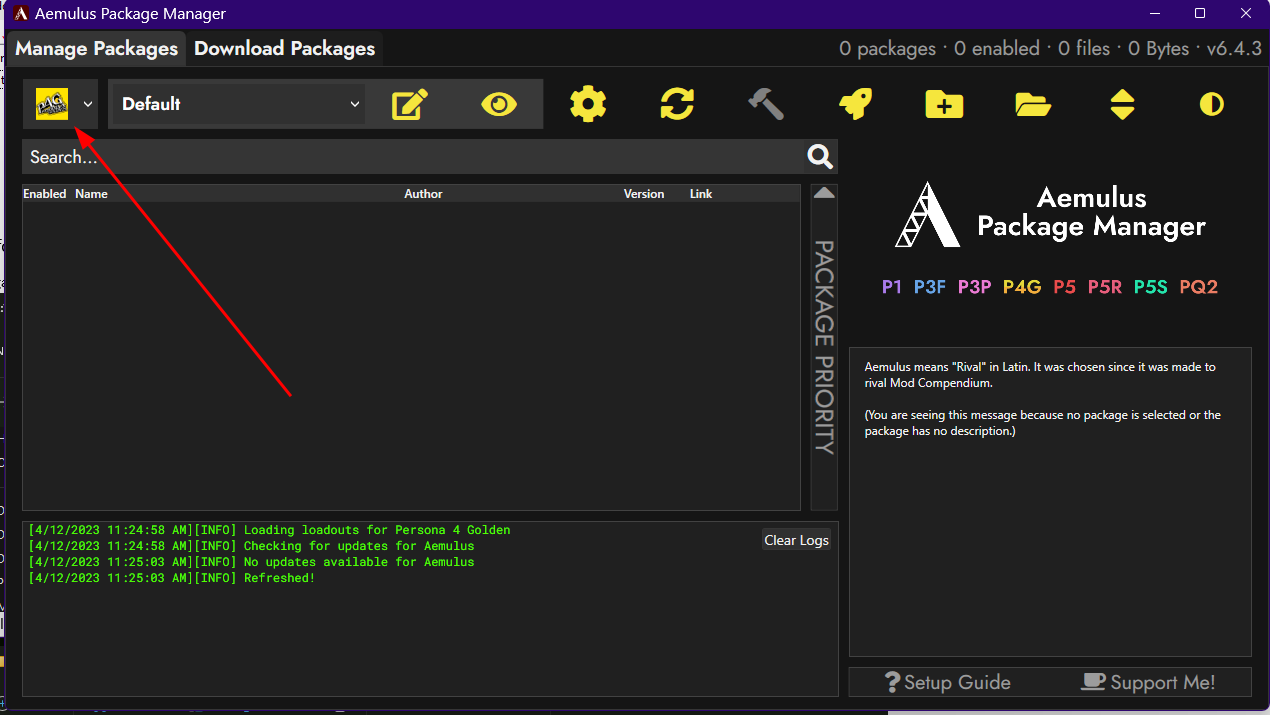 Aemulus Package Manager
Manage Packages Download Packages 0 packages · 0 enabled · 0 files · 0 Bytes · v6.4.3
P4G Default
Search...
Enabled Name Author Version Link
PACKAGE PRIORITY
Aemulus
Package Manager
P1 P3F P3P P4G P5 P5R P5S PQ2
Aemulus means "Rival" in Latin. It was chosen since it was made to
rival Mod Compendium.
(You are seeing this message because no package is selected or the
package has no description.)
[4/12/2023 11:24:58 AM][INFO] Loading loadouts for Persona 4 Golden
[4/12/2023 11:24:58 AM][INFO] Checking for updates for Aemulus
[4/12/2023 11:25:03 AM][INFO] No updates available for Aemulus
[4/12/2023 11:25:03 AM][INFO] Refreshed!
Clear Logs
Setup Guide Support Me!